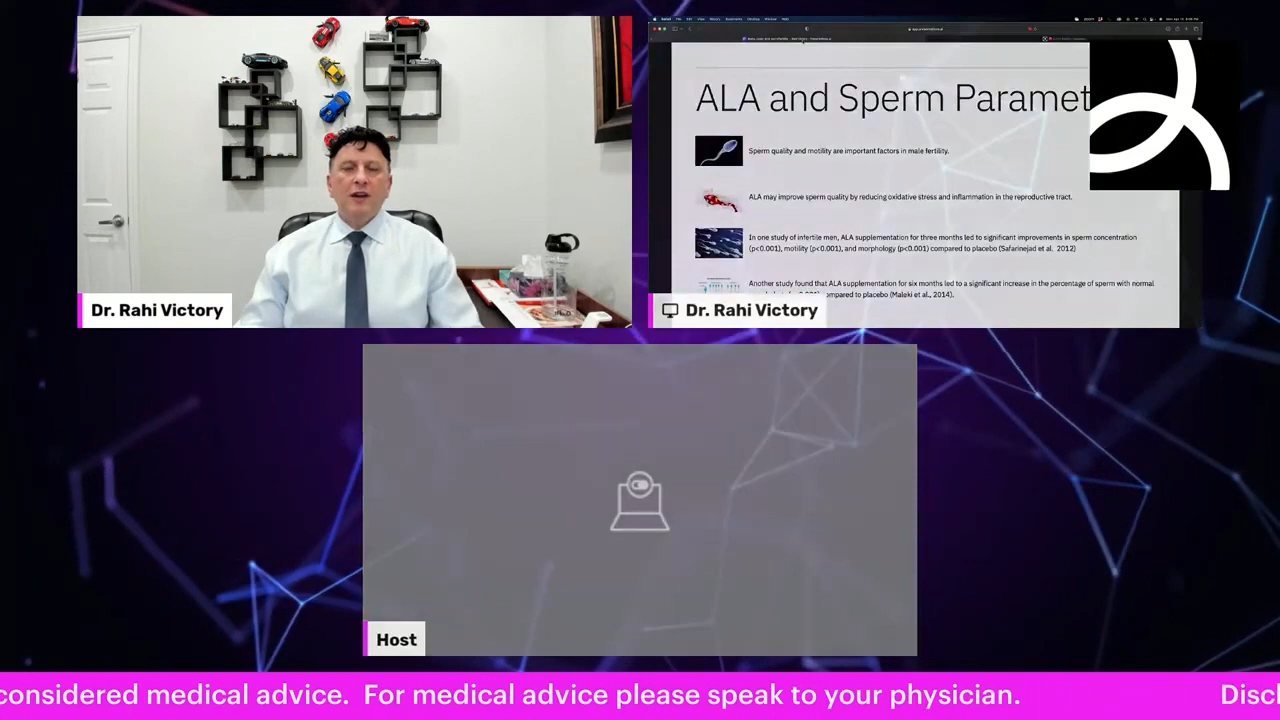 ALA and Sperm Paramet
Sperm quality and motility are important factors in male fertility.
ALA may improve sperm quality by reducing oxidative stress and inflammation in the reproductive tract.
In one study of infertile men, ALA supplementation for three months led to significant improvements in sperm concentration
(p<0.001), motility (p<0.001), and morphology (p<0.001) compared to placebo (Safarinejad et al. 2012)
Another study found that ALA supplementation for six months led to a significant increase in the percentage of sperm with normal
compared to placebo (Maleki et al., 2014).
Dr. Rahi Victory
Dr. Rahi Victory
Host
considered medical advice. For medical advice please speak to your physician.
Discl